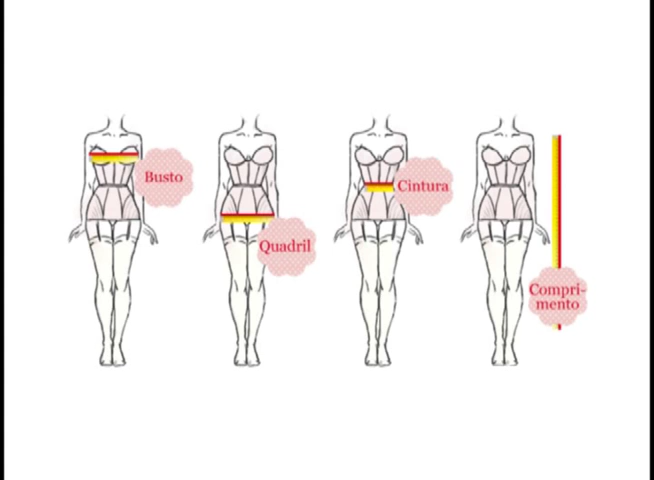 Busto
Quadril
Cintura
Compri-
mento